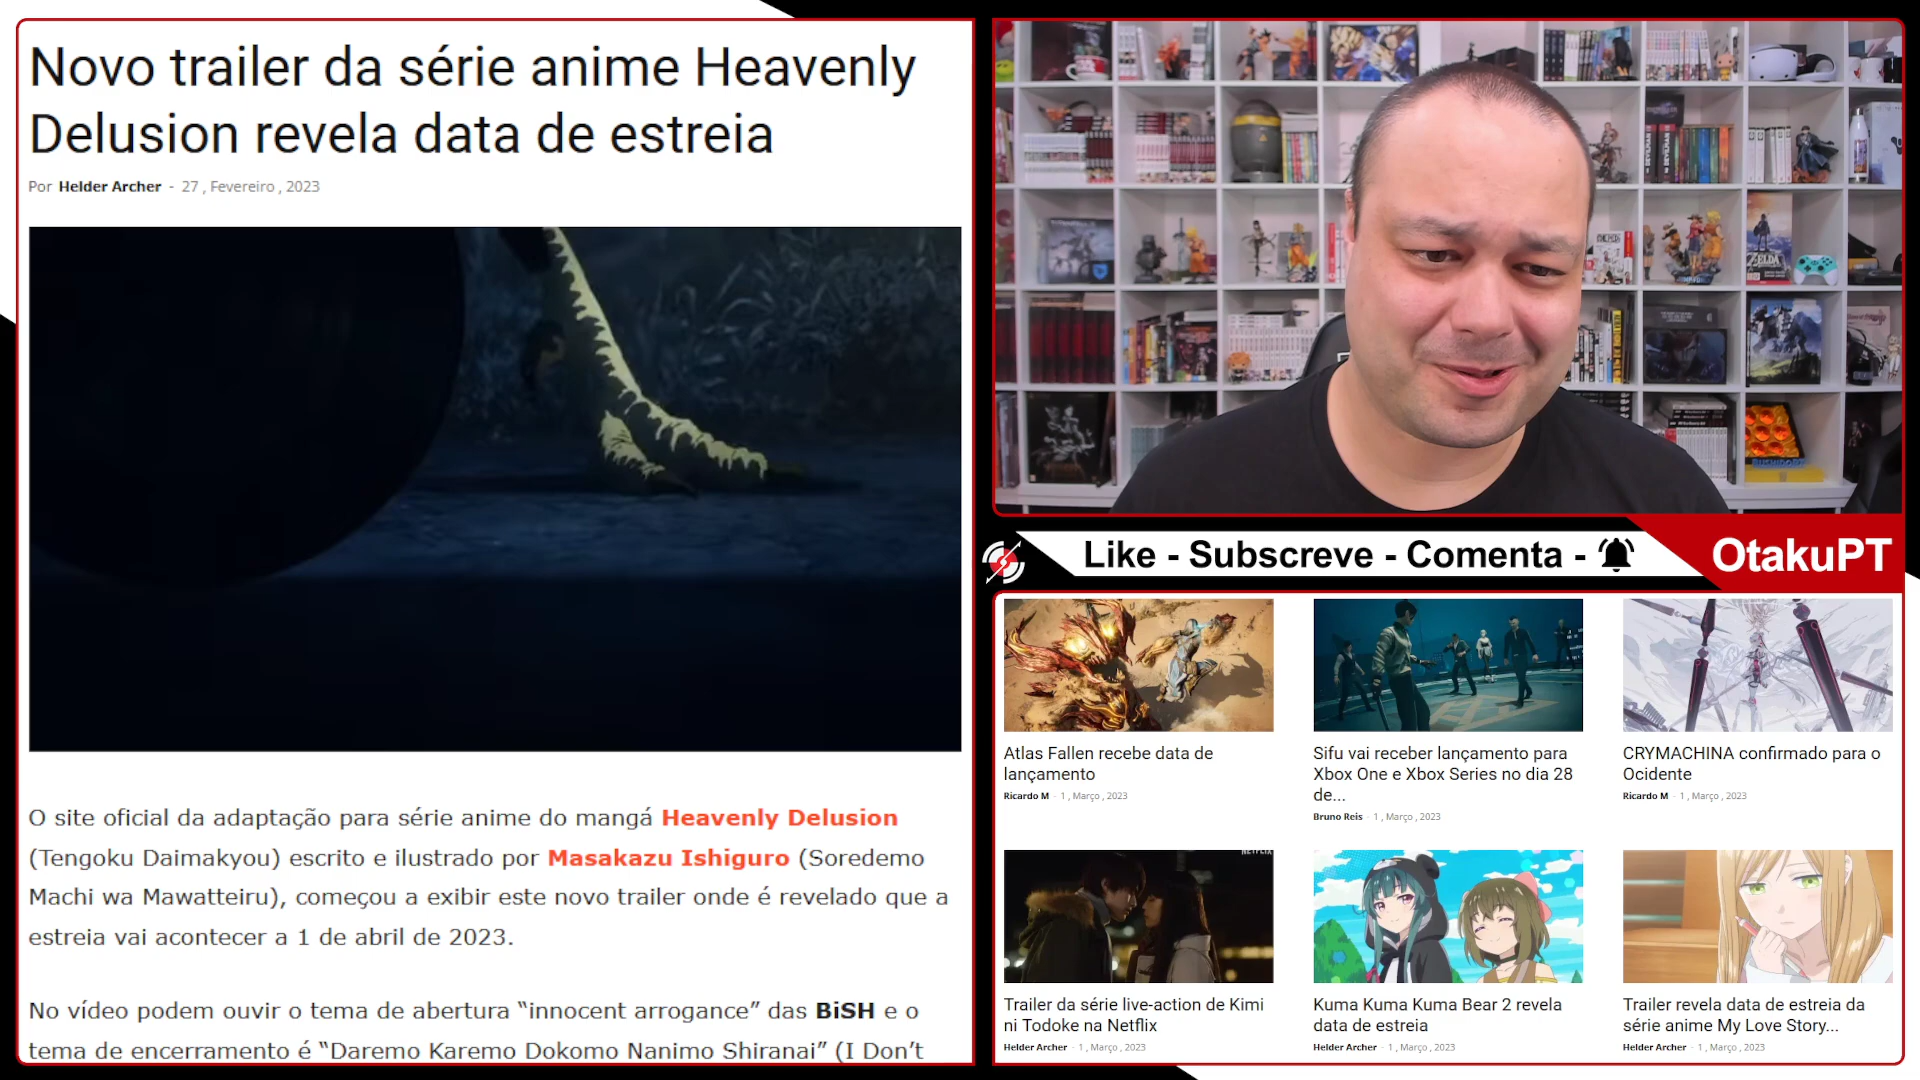 Novo trailer da série anime Heavenly
Delusion revela data de estreia
Por Helder Archer - 27 , Fevereiro , 2023
O site oficial da adaptação para série anime do mangá Heavenly Delusion
(Tengoku Daimakyou) escrito e ilustrado por Masakazu Ishiguro (Soredemo
Machi wa Mawatteiru), começou a exibir este novo trailer onde é revelado que a
estreia vai acontecer a 1 de abril de 2023.
No vídeo podem ouvir o tema de abertura “innocent arrogance” das BiSH e o
tema de encerramento é “Daremo Karemo Dokomo Nanimo Shiranai” (I Don’t
ZELDA
Like - Subscreve - Comenta -
OtakuPT
Atlas Fallen recebe data de
lançamento
Ricardo M - 1 , Março , 2023
Sifu vai receber lançamento para
Xbox One e Xbox Series no dia 28
de...
Bruno Reis - 1 , Março , 2023
CRYMACHINA confirmado para o
Ocidente
Ricardo M - 1 , Março , 2023
NETFLIX
Trailer da série live-action de Kimi
ni Todoke na Netflix
Helder Archer - 1 , Março , 2023
Kuma Kuma Kuma Bear 2 revela
data de estreia
Helder Archer - 1 , Março , 2023
Trailer revela data de estreia da
série anime My Love Story...
Helder Archer - 1 , Março , 2023